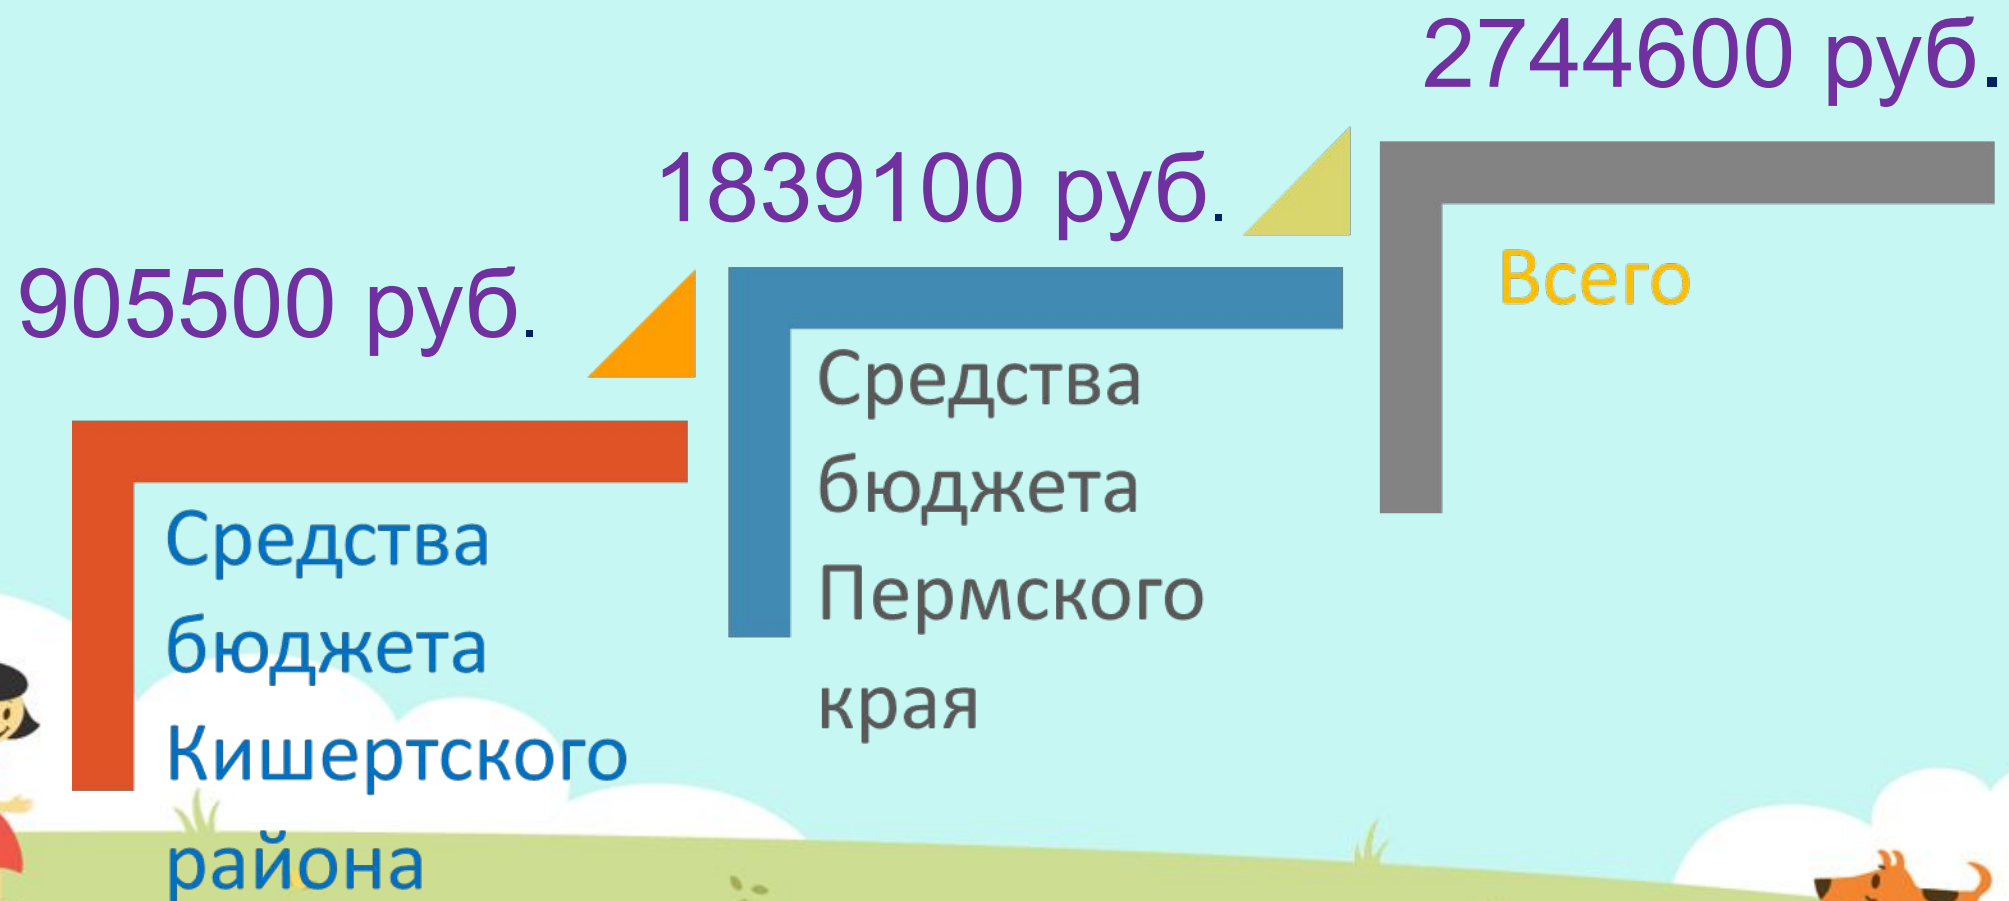 905500 руб.
Средства
бюджета
Кишертского
района
1839100 руб.
Средства
бюджета
Пермского
края
2744600 руб.
Всего